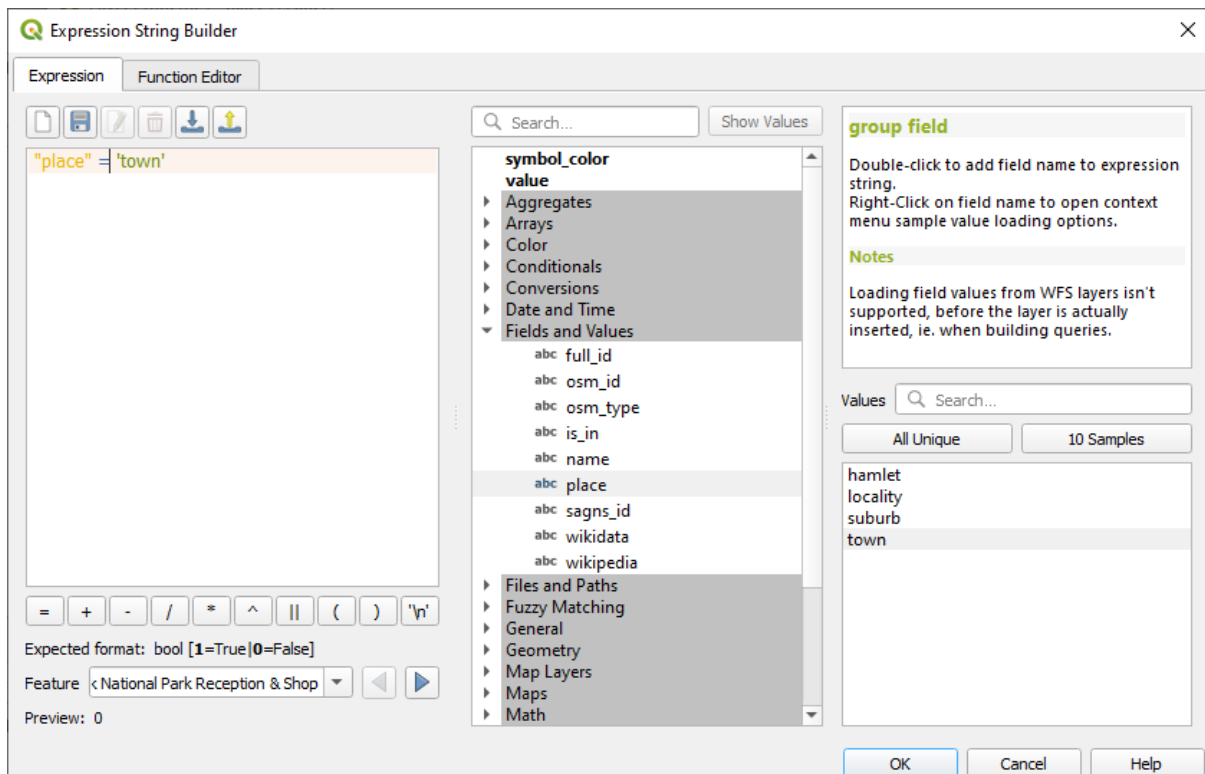 Expression String Builder
Expression
Function Editor
"place" = 'town'
= + - / * ^ || ( ) '\n'
Expected format: bool [1=True|0=False]
Feature
National Park Reception & Shop
Preview: 0
Search...
Show Values
symbol_color
value
Aggregates
Arrays
Color
Conditionals
Conversions
Date and Time
Fields and Values
abc full_id
abc osm_id
abc osm_type
abc is_in
abc name
abc place
abc sagns_id
abc wikidata
abc wikipedia
Files and Paths
Fuzzy Matching
General
Geometry
Map Layers
Maps
Math
group field
Double-click to add field name to expression
string.
Right-Click on field name to open context
menu sample value loading options.
Notes
Loading field values from WFS layers isn't
supported, before the layer is actually
inserted, ie. when building queries.
Values
Search...
All Unique
10 Samples
hamlet
locality
suburb
town
OK
Cancel
Help